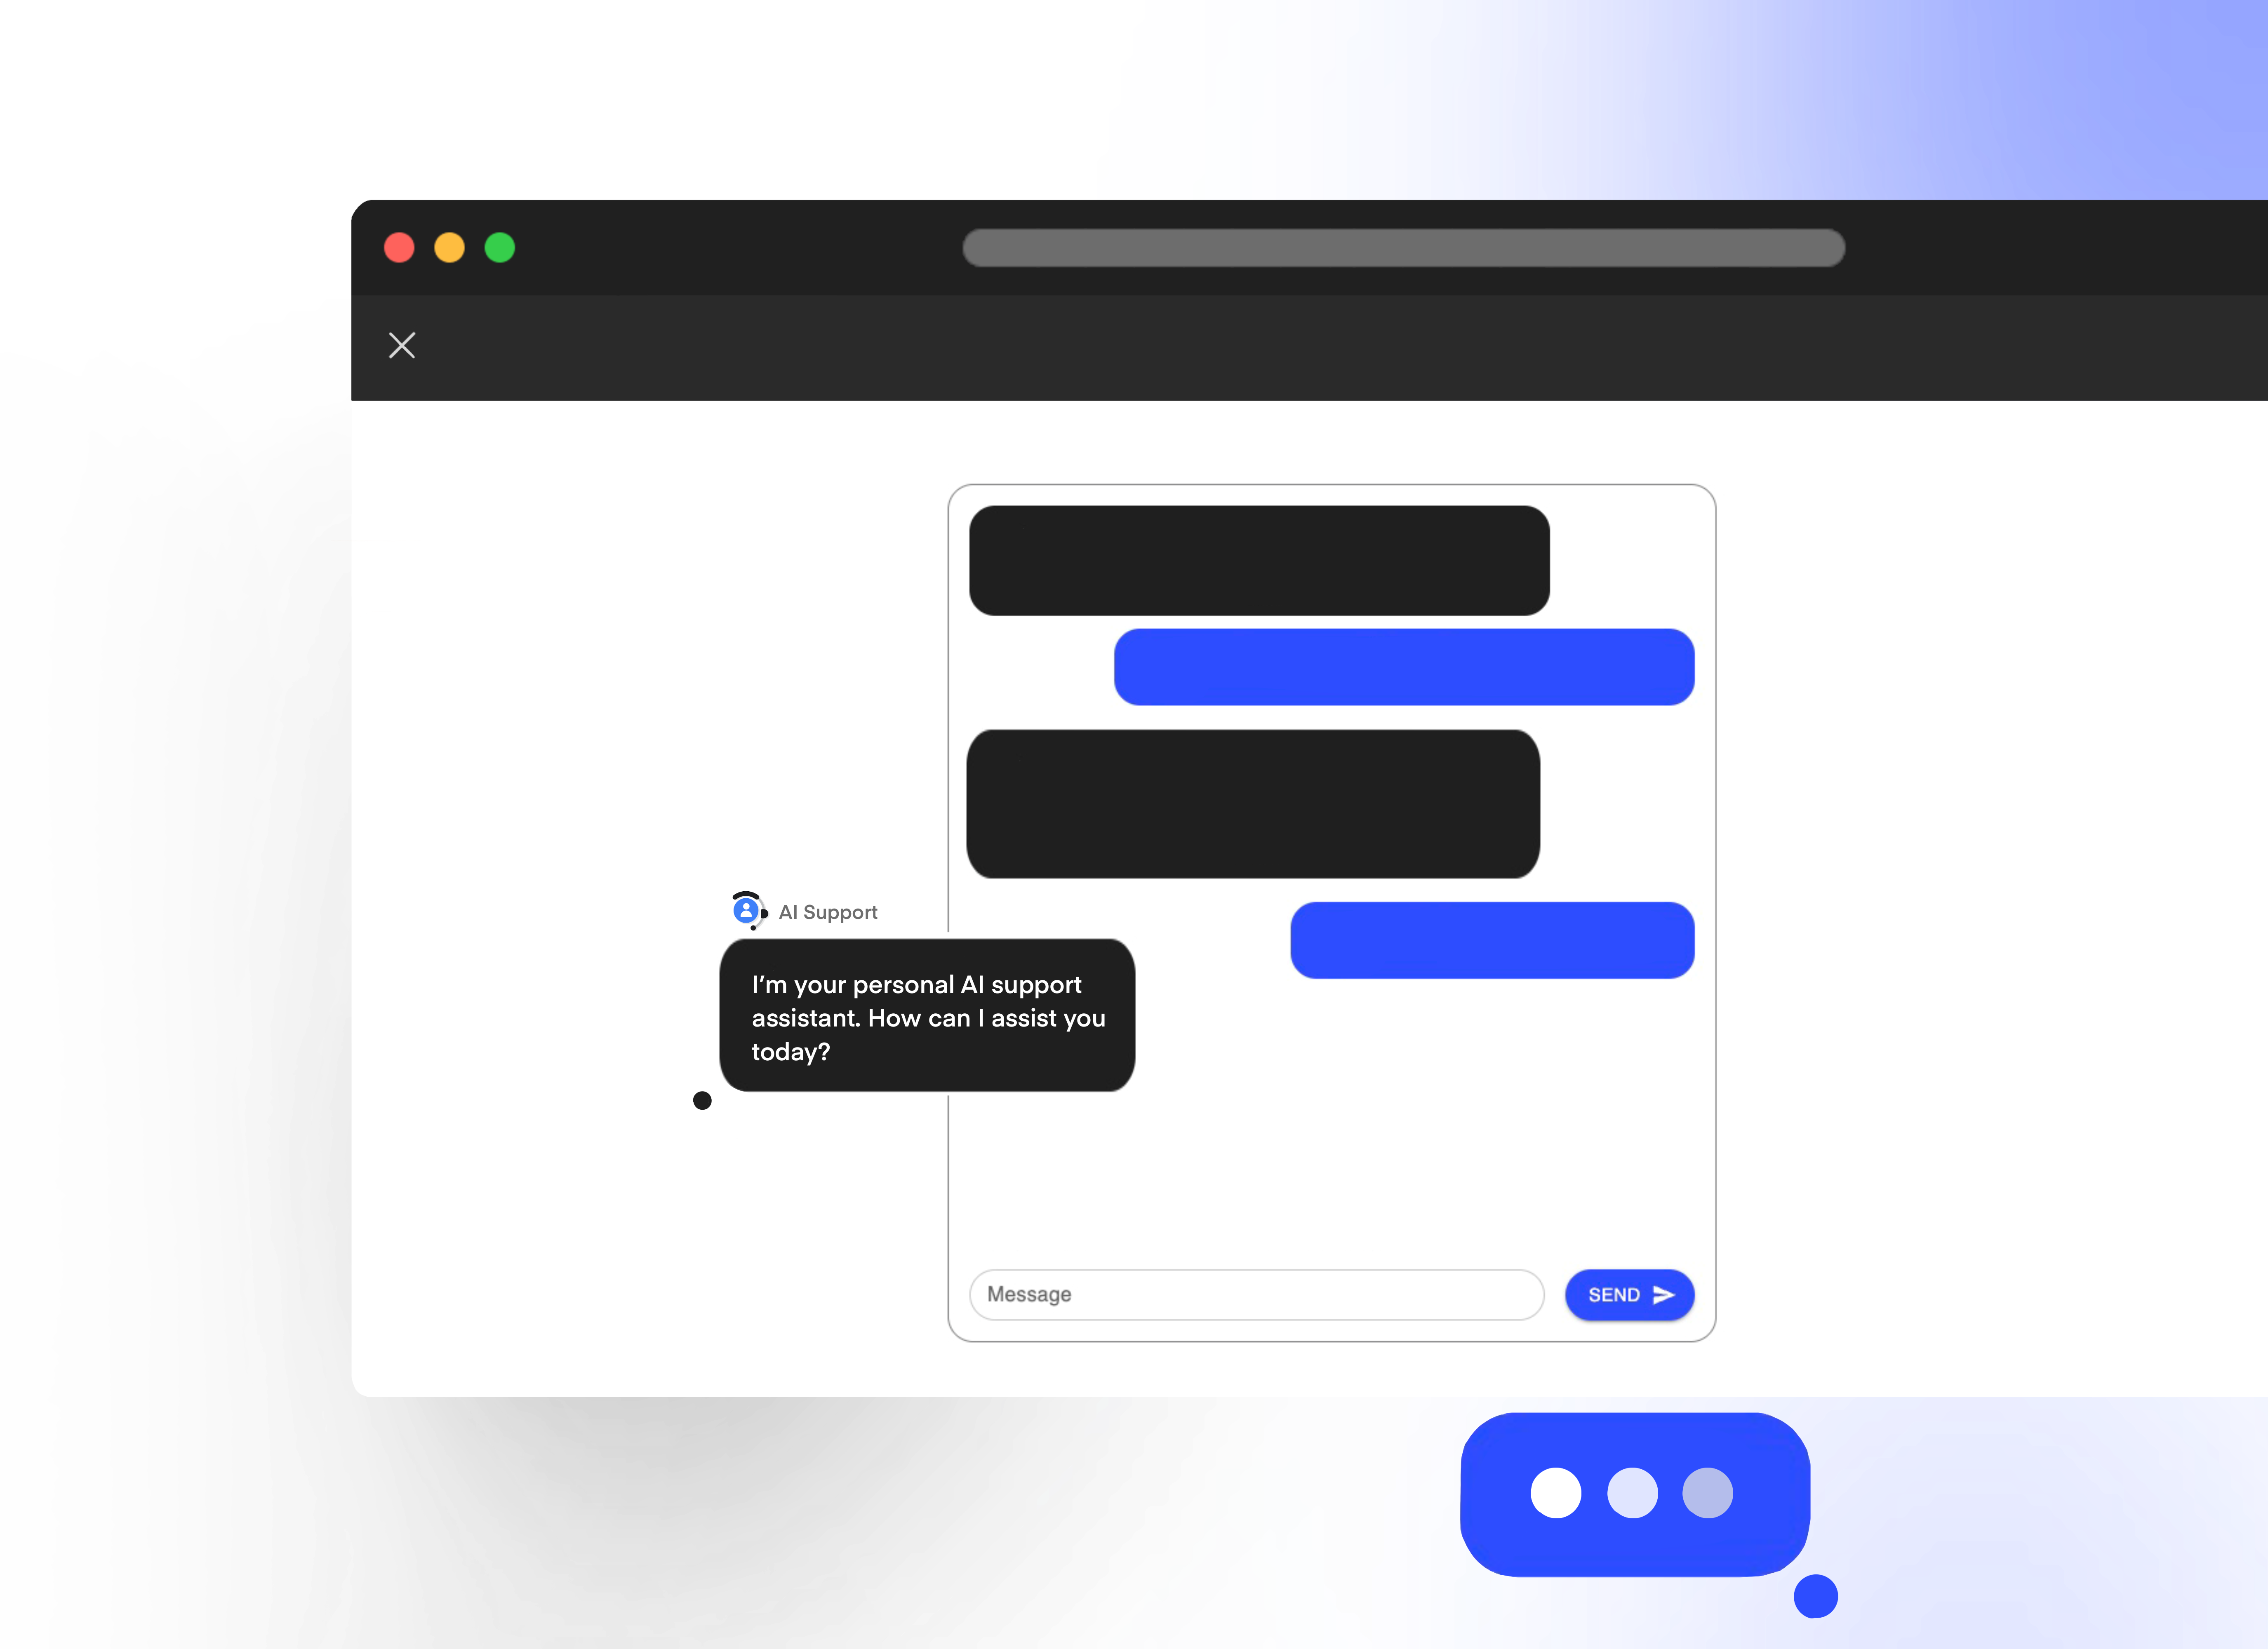 AI Support
I’m your personal AI support
assistant. How can I assist you
today?
Message
SEND